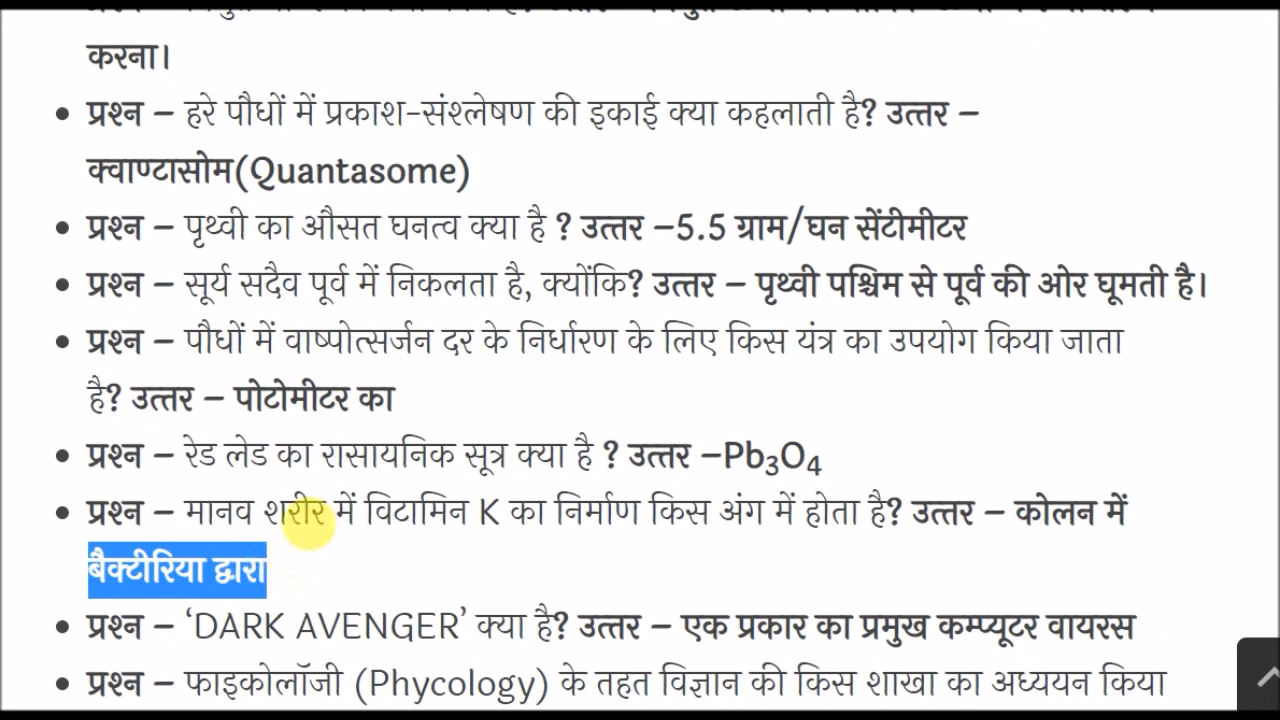 करना।
• प्रश्न – हरे पौधों में प्रकाश-संश्लेषण की इकाई क्या कहलाती है? उत्तर –
क्वाण्टासोम(Quantasome)
• प्रश्न – पृथ्वी का औसत घनत्व क्या है ? उत्तर –5.5 ग्राम/घन सेंटीमीटर
• प्रश्न – सूर्य सदैव पूर्व में निकलता है, क्योंकि? उत्तर – पृथ्वी पश्चिम से पूर्व की ओर घूमती है।
• प्रश्न – पौधों में वाष्पोत्सर्जन दर के निर्धारण के लिए किस यंत्र का उपयोग किया जाता
है? उत्तर – पोटोमीटर का
• प्रश्न – रेड लेड का रासायनिक सूत्र क्या है ? उत्तर –Pb₃O₄
• प्रश्न – मानव शरीर में विटामिन K का निर्माण किस अंग में होता है? उत्तर – कोलन में
बैक्टीरिया द्वारा
• प्रश्न – ‘DARK AVENGER’ क्या है? उत्तर – एक प्रकार का प्रमुख कम्प्यूटर वायरस
• प्रश्न – फाइकोलॉजी (Phycology) के तहत विज्ञान की किस शाखा का अध्ययन किया